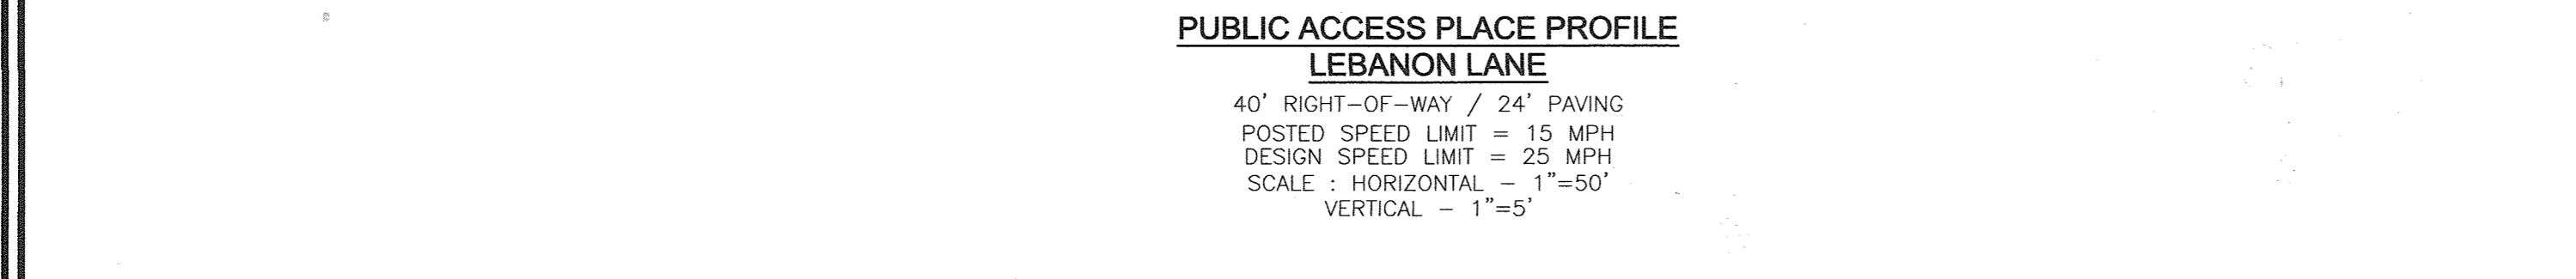 PUBLIC ACCESS PLACE PROFILE
LEBANON LANE
40' RIGHT-OF-WAY / 24' PAVING
POSTED SPEED LIMIT = 15 MPH
DESIGN SPEED LIMIT = 25 MPH
SCALE : HORIZONTAL - 1"=50'
VERTICAL - 1"=5'